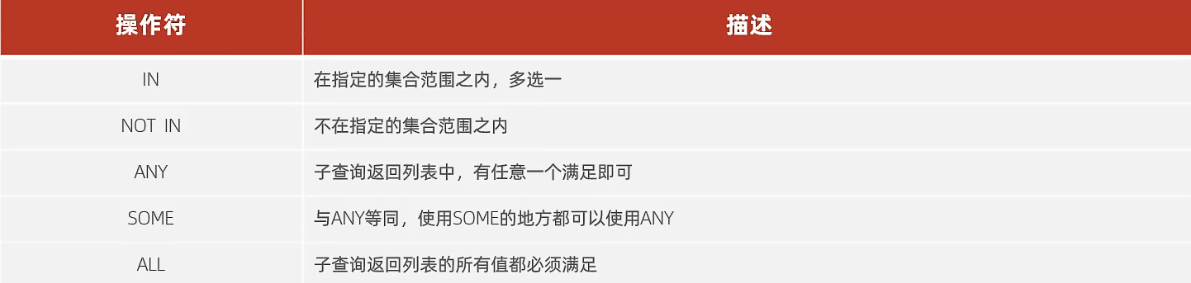 操作符 描述
IN 在指定的集合范围之内，多选一
NOT IN 不在指定的集合范围之内
ANY 子查询返回列表中，有任意一个满足即可
SOME 与ANY等同，使用SOME的地方都可以使用ANY
ALL 子查询返回列表的所有值都必须满足